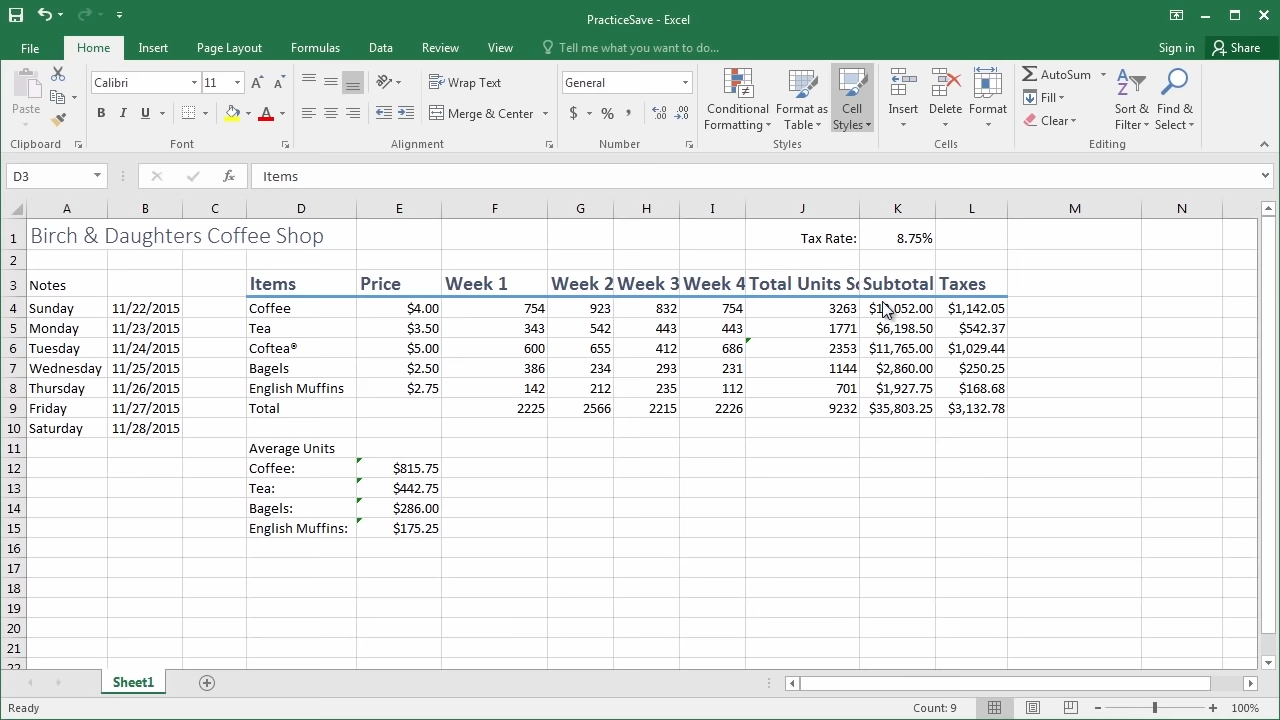 PracticeSave - Excel
File Home Insert Page Layout Formulas Data Review View Tell me what you want to do... Sign in Share
Paste Calibri 11 B I U A A A Wrap Text Merge & Center General $ % , Conditional Formatting Format as Table Cell Styles Insert Delete Format AutoSum Fill Clear Sort & Filter Find & Select
Clipboard Font Alignment Number Styles Cells Editing
D3 fx Items
A B C D E F G H I J K L M N
1 Birch & Daughters Coffee Shop Tax Rate: 8.75%
2
3 Notes Items Price Week 1 Week 2 Week 3 Week 4 Total Units Subtotal Taxes
4 Sunday 11/22/2015 Coffee $4.00 754 923 832 754 3263 $1,142.05
5 Monday 11/23/2015 Tea $3.50 343 542 443 443 1771 $6,198.50 $542.37
6 Tuesday 11/24/2015 Coftea® $5.00 600 655 412 686 2353 $11,765.00 $1,029.44
7 Wednesday 11/25/2015 Bagels $2.50 386 234 293 231 1144 $2,860.00 $250.25
8 Thursday 11/26/2015 English Muffins $2.75 142 212 235 112 701 $1,927.75 $168.68
9 Friday 11/27/2015 Total 2225 2566 2215 2226 9232 $35,803.25 $3,132.78
10 Saturday 11/28/2015
11 Average Units
12 Coffee: $815.75
13 Tea: $442.75
14 Bagels: $286.00
15 English Muffins: $175.25
16
17
18
19
20
21
22
Sheet1
Ready Count: 9 100%